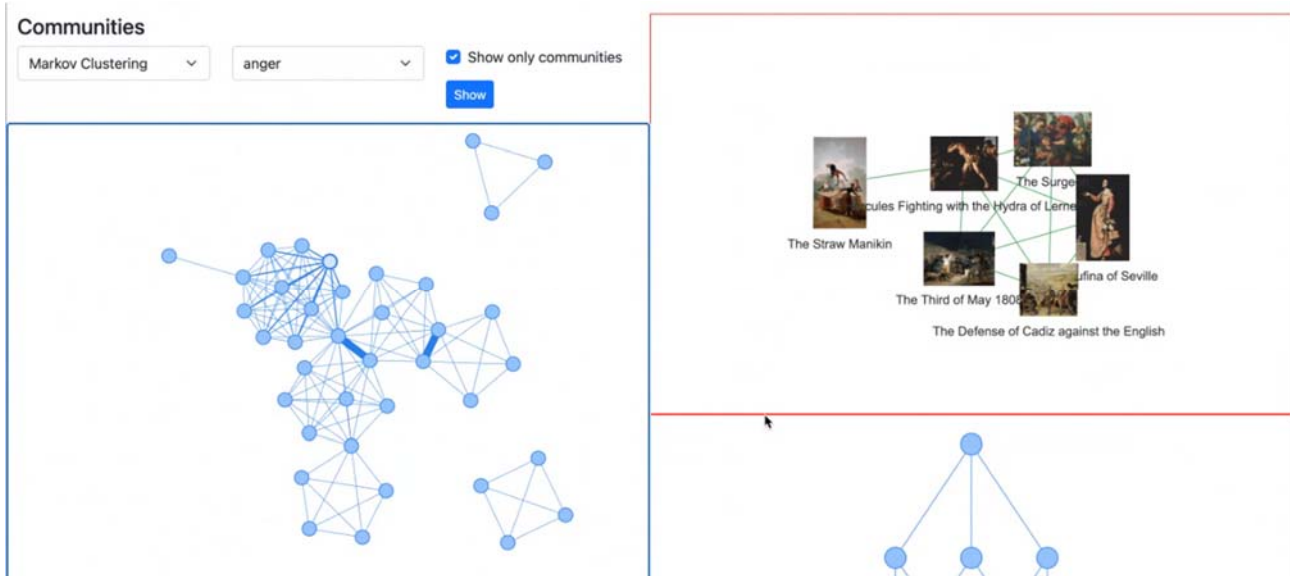 Communities
Markov Clustering
anger
Show only communities
Show
The Surge
cules Fighting with the Hydra of Lerne
The Straw Manikin
ufina of Seville
The Third of May 1808
The Defense of Cadiz against the English